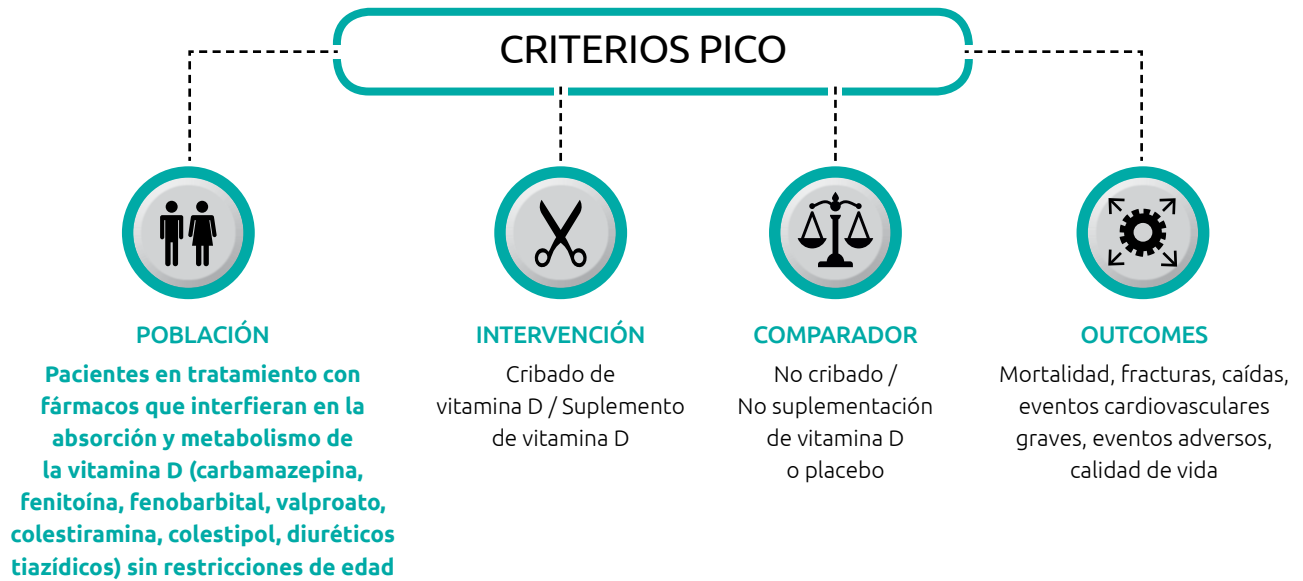 CRITERIOS PICO
POBLACIÓN
Pacientes en tratamiento con
fármacos que interfieran en la
absorción y metabolismo de
la vitamina D (carbamazepina,
fenitoína, fenobarbital, valproato,
colestiramina, colestipol, diuréticos
tiazídicos) sin restricciones de edad
INTERVENCIÓN
Cribado de
vitamina D / Suplemento
de vitamina D
COMPARADOR
No cribado /
No suplementación
de vitamina D
o placebo
OUTCOMES
Mortalidad, fracturas, caídas,
eventos cardiovasculares
graves, eventos adversos,
calidad de vida